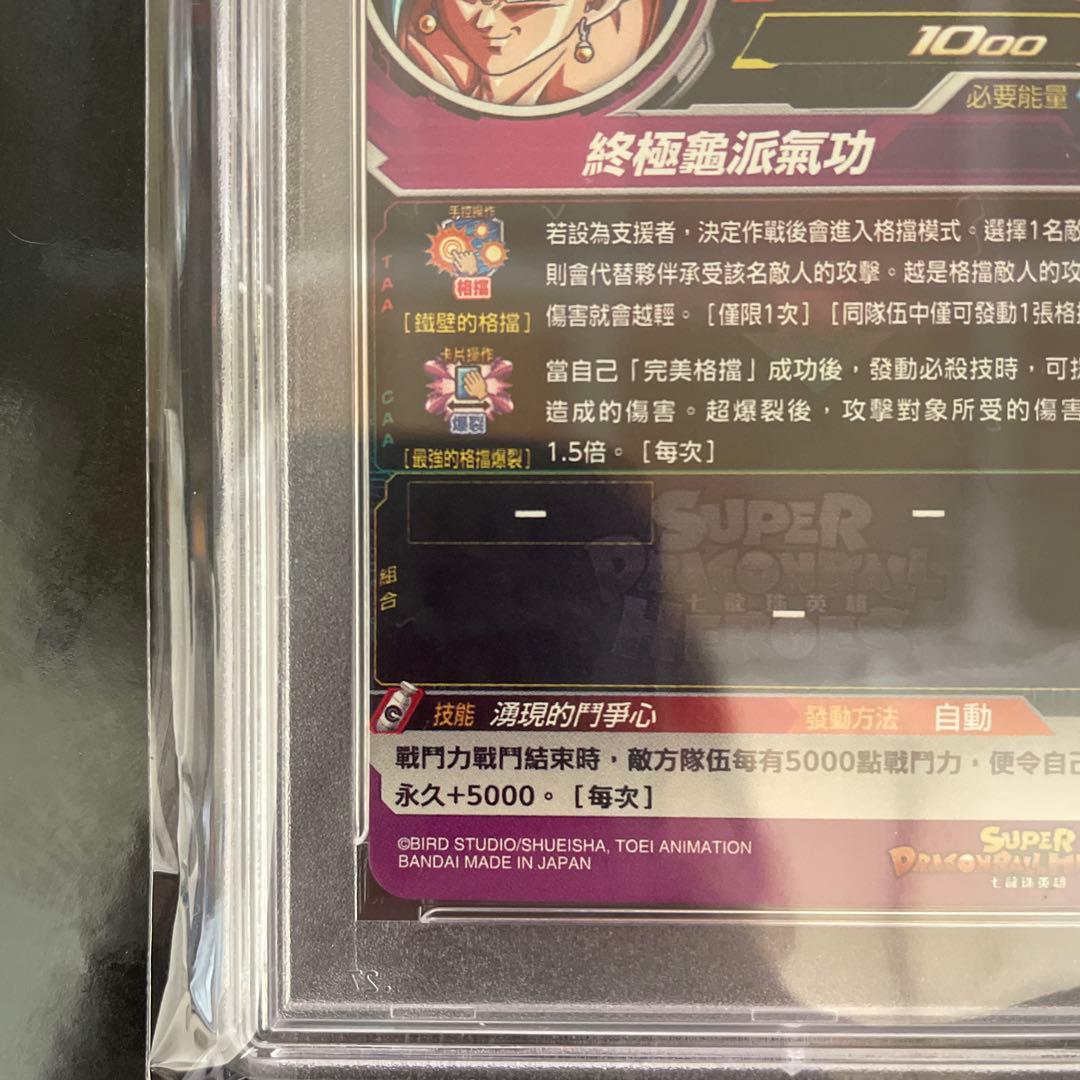 1000
必要能量
終極龜派氣功
手控操作
格擋
[鐵壁的格擋]
TAA
若設為支援者，決定作戰後會進入格擋模式。選擇1名敵
則會代替夥伴承受該名敵人的攻擊。越是格擋敵人的攻
傷害就會越輕。［僅限1次］［同隊伍中僅可發動1張格擋
卡片操作
爆裂
[最強的格擋爆裂]
CAA
當自己「完美格擋」成功後，發動必殺技時，可
造成的傷害。超爆裂後，攻擊對象所受的傷害
1.5倍。［每次］
組合
— —
—
SUPER
DRAGONBALL
七龍珠英雄
HEROES
技能 湧現的鬥爭心 發動方法 自動
戰鬥力戰鬥結束時，敵方隊伍每有5000點戰鬥力，便令自己
永久+5000。［每次］
©BIRD STUDIO/SHUEISHA, TOEI ANIMATION
BANDAI MADE IN JAPAN
SUPER
DRAGONBALL
七龍珠英雄